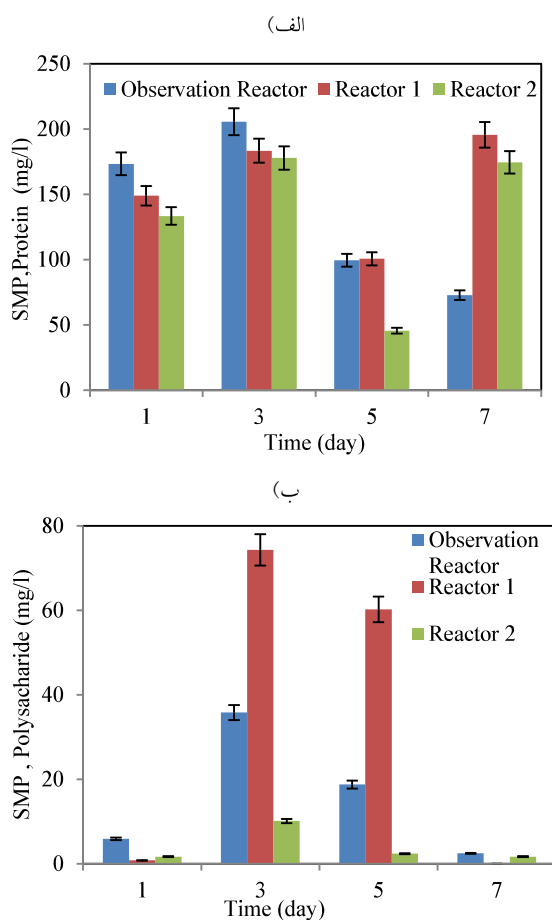 الف)
250
200
150
100
50
0
SMP,Protein (mg/l)
Observation Reactor Reactor 1 Reactor 2
1 3 5 7
Time (day)
ب)
80
60
40
20
0
SMP , Polysacharide (mg/l)
Observation
Reactor
Reactor 1
Reactor 2
1 3 5 7
Time (day)